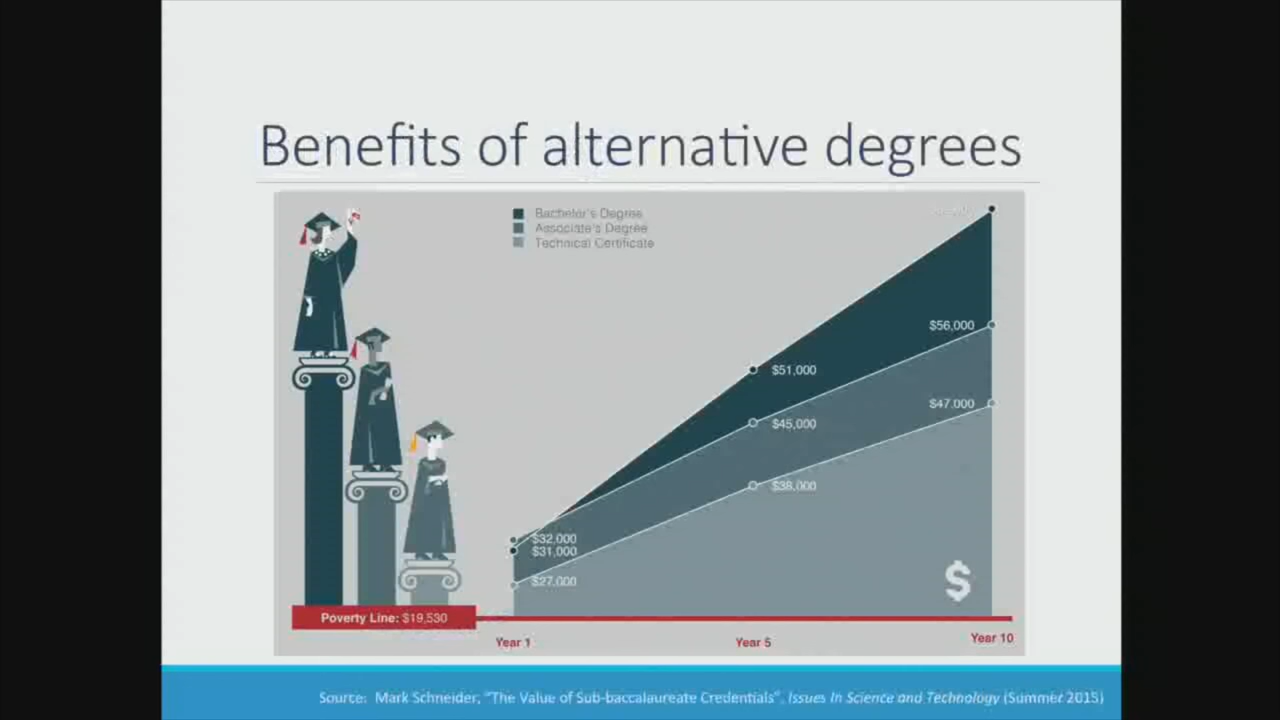 Benefits of alternative degrees
Bachelor's Degree
Associate's Degree
Technical Certificate
$56,000
$51,000
$47,000
$45,000
$38,000
$32,000
$31,000
$27,000
$
Poverty Line: $19,530
Year 1
Year 5
Year 10
Source: Mark Schneider, "The Value of Sub-baccalaureate Credentials", Issues In Science and Technology (Summer 2015)